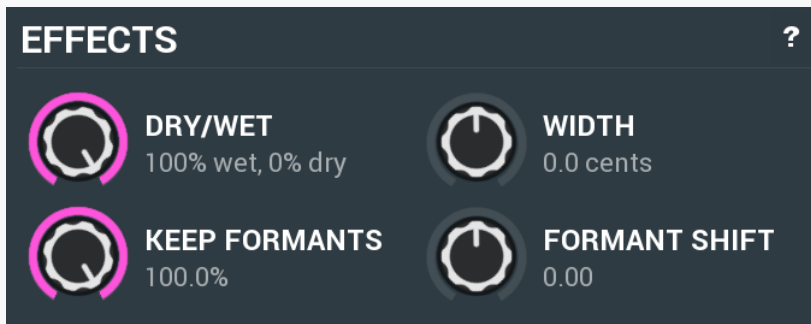 EFFECTS ?
DRY/WET
100% wet, 0% dry
WIDTH
0.0 cents
KEEP FORMANTS
100.0%
FORMANT SHIFT
0.00